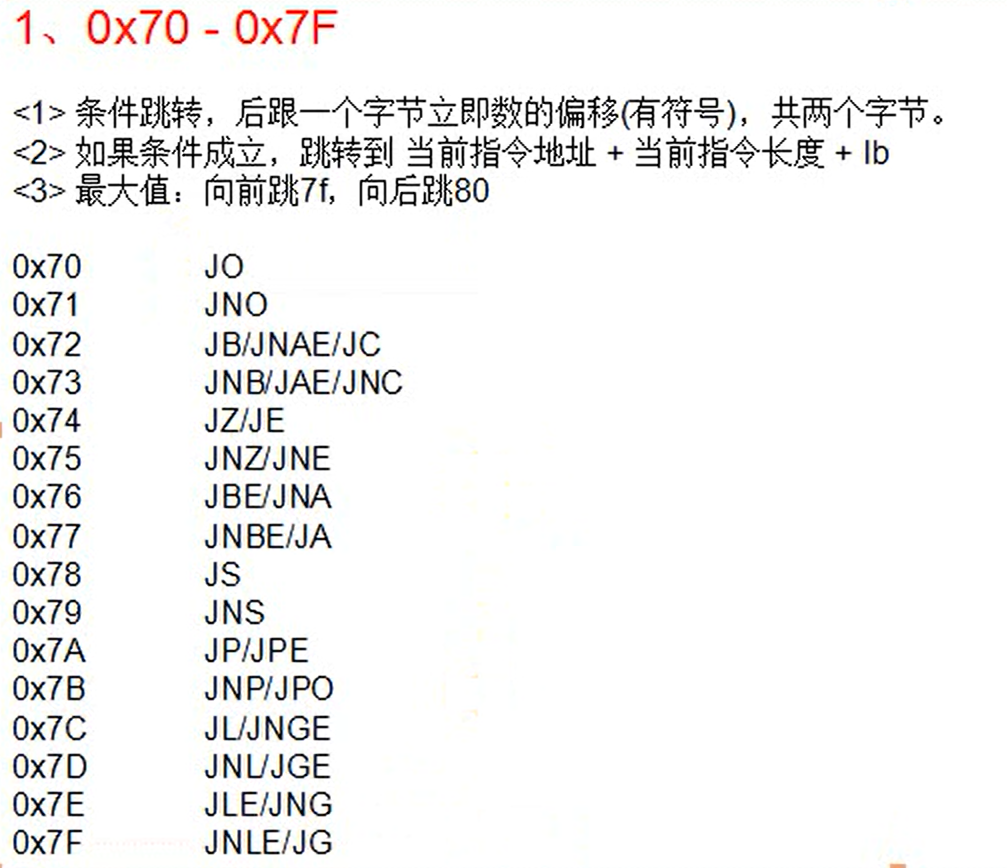 1、0x70 - 0x7F
<1> 条件跳转，后跟一个字节立即数的偏移(有符号)，共两个字节。
<2> 如果条件成立，跳转到 当前指令地址 + 当前指令长度 + Ib
<3> 最大值：向前跳7f，向后跳80
0x70 JO
0x71 JNO
0x72 JB/JNAE/JC
0x73 JNB/JAE/JNC
0x74 JZ/JE
0x75 JNZ/JNE
0x76 JBE/JNA
0x77 JNBE/JA
0x78 JS
0x79 JNS
0x7A JP/JPE
0x7B JNP/JPO
0x7C JL/JNGE
0x7D JNL/JGE
0x7E JLE/JNG
0x7F JNLE/JG